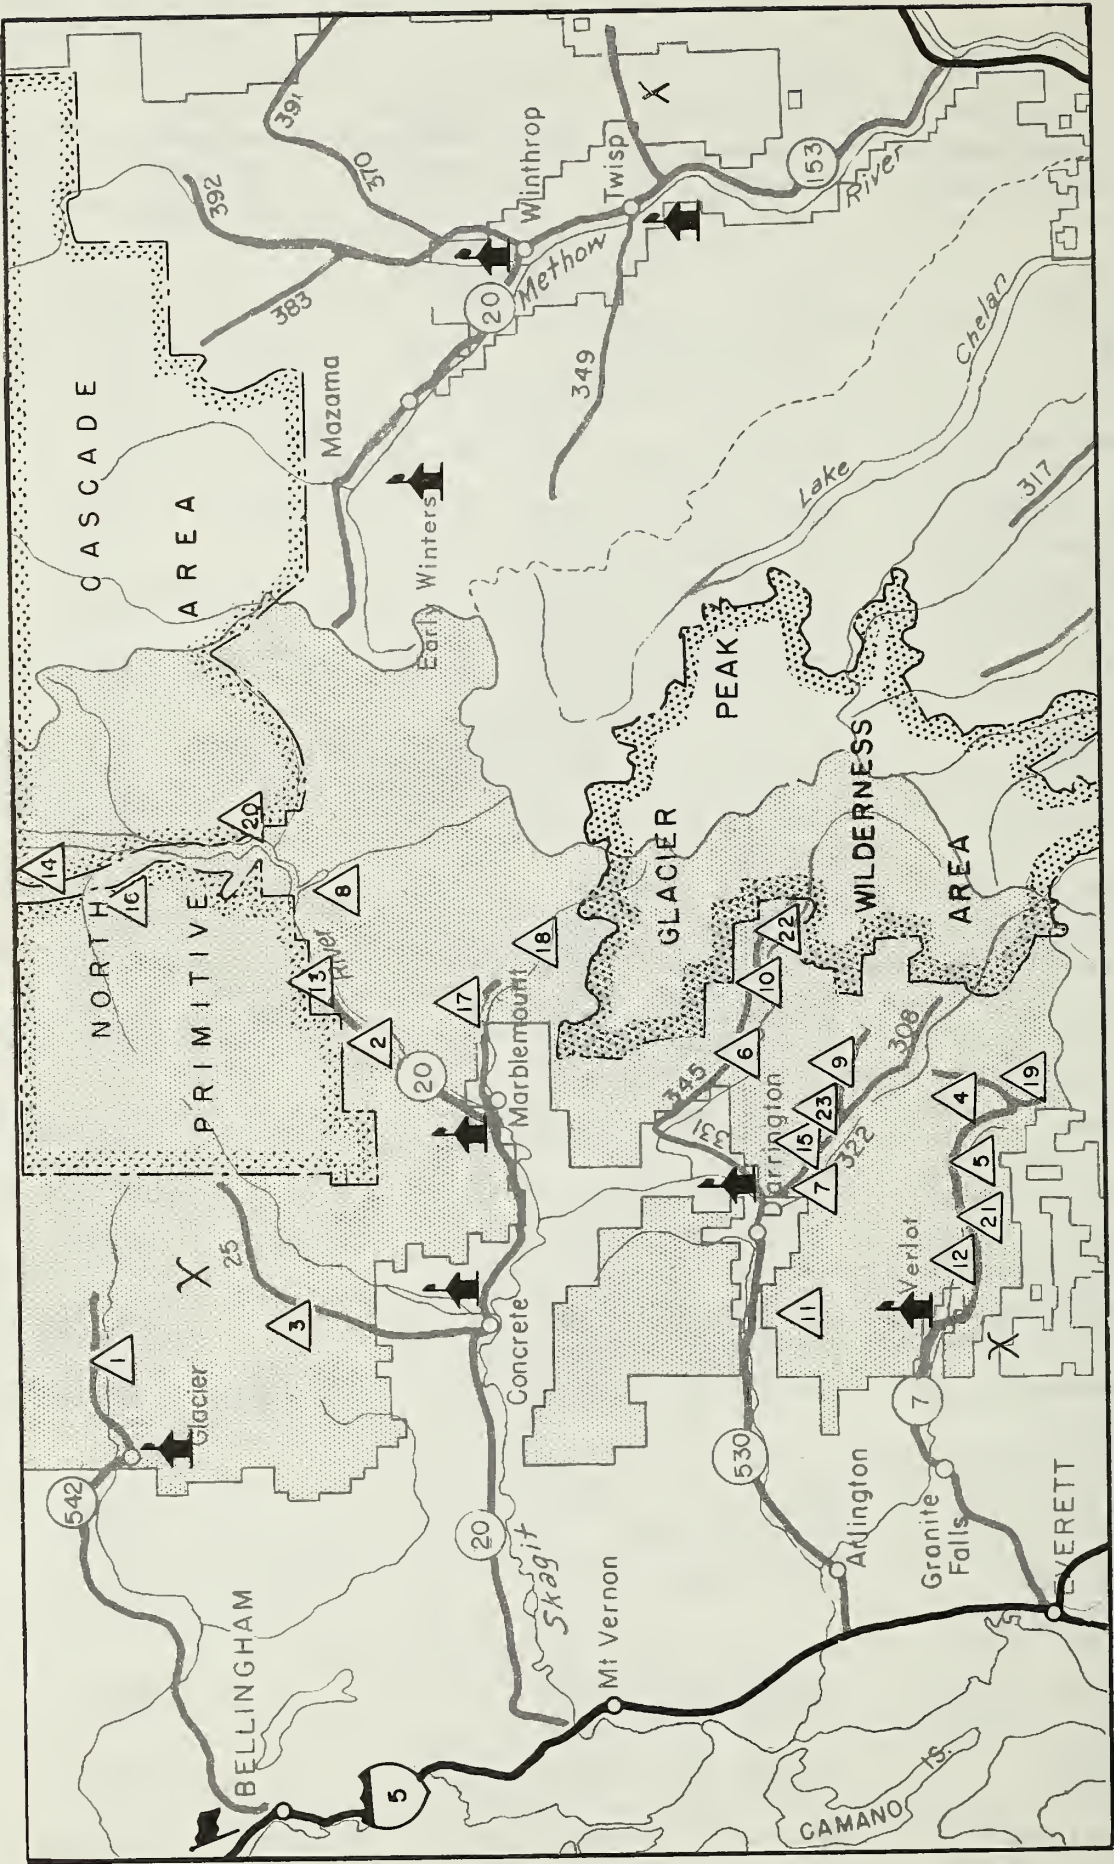 NORTH
CASCADE
PRIMITIVE
AREA
14
16
20
13
8
River
2
20
18
17
Marblemount
1
542
Glacier
25
3
X
Concrete
20
Skagit
BELLINGHAM
5
Mt Vernon
CAMANO
IS.
EVERETT
Granite
Falls
Arlington
530
7
Verlot
X
11
12
21
5
4
19
Darrington
331
345
6
10
22
7
15
23
9
322
308
GLACIER
PEAK
WILDERNESS
AREA
Mazama
Early Winters
392
383
391
370
Winthrop
20
Methow
River
Twisp
X
153
349
Lake
Chelan
317